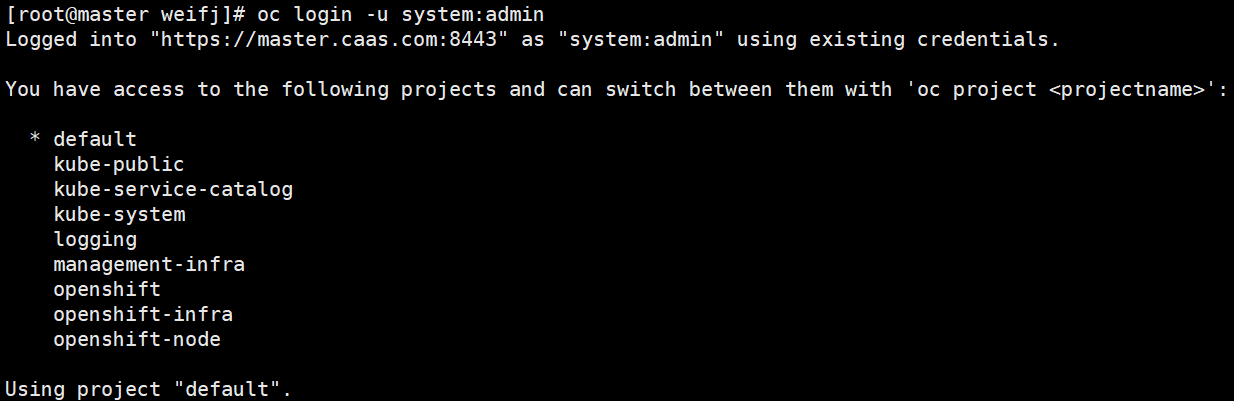 [root@master weifj]# oc login -u system:admin
Logged into "https://master.caas.com:8443" as "system:admin" using existing credentials.
You have access to the following projects and can switch between them with 'oc project <projectname>':
* default
kube-public
kube-service-catalog
kube-system
logging
management-infra
openshift
openshift-infra
openshift-node
Using project "default".